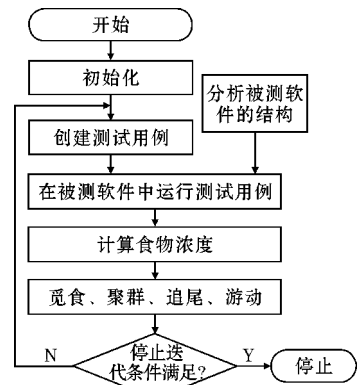 开始
初始化
分析被测软
件的结构
创建测试用例
在被测软件中运行测试用例
计算食物浓度
觅食、聚群、追尾、游动
停止迭
代条件满足?
N
Y
停止